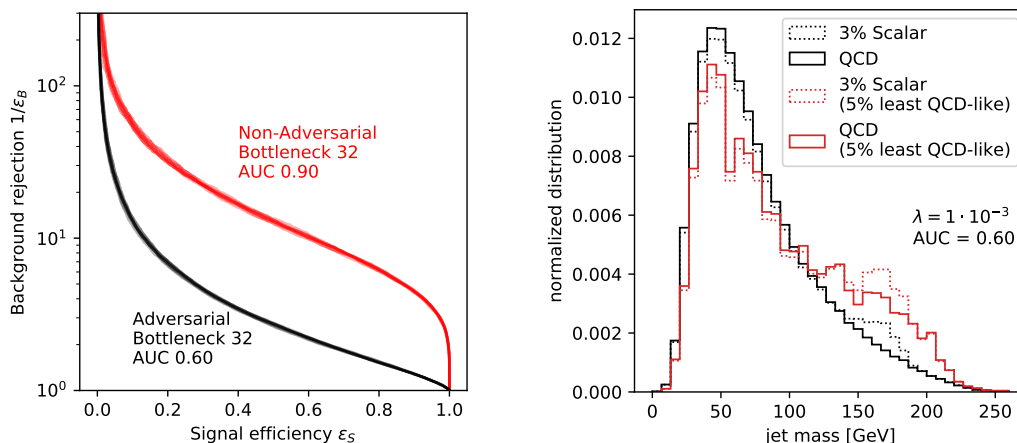 Background rejection 1/ε_B
10²
10¹
10⁰
Non-Adversarial
Bottleneck 32
AUC 0.90
Adversarial
Bottleneck 32
AUC 0.60
0.0 0.2 0.4 0.6 0.8 1.0
Signal efficiency ε_S
normalized distribution
0.012
0.010
0.008
0.006
0.004
0.002
0.000
3% Scalar
QCD
3% Scalar
(5% least QCD-like)
QCD
(5% least QCD-like)
λ = 1 · 10⁻³
AUC = 0.60
0 50 100 150 200 250
jet mass [GeV]